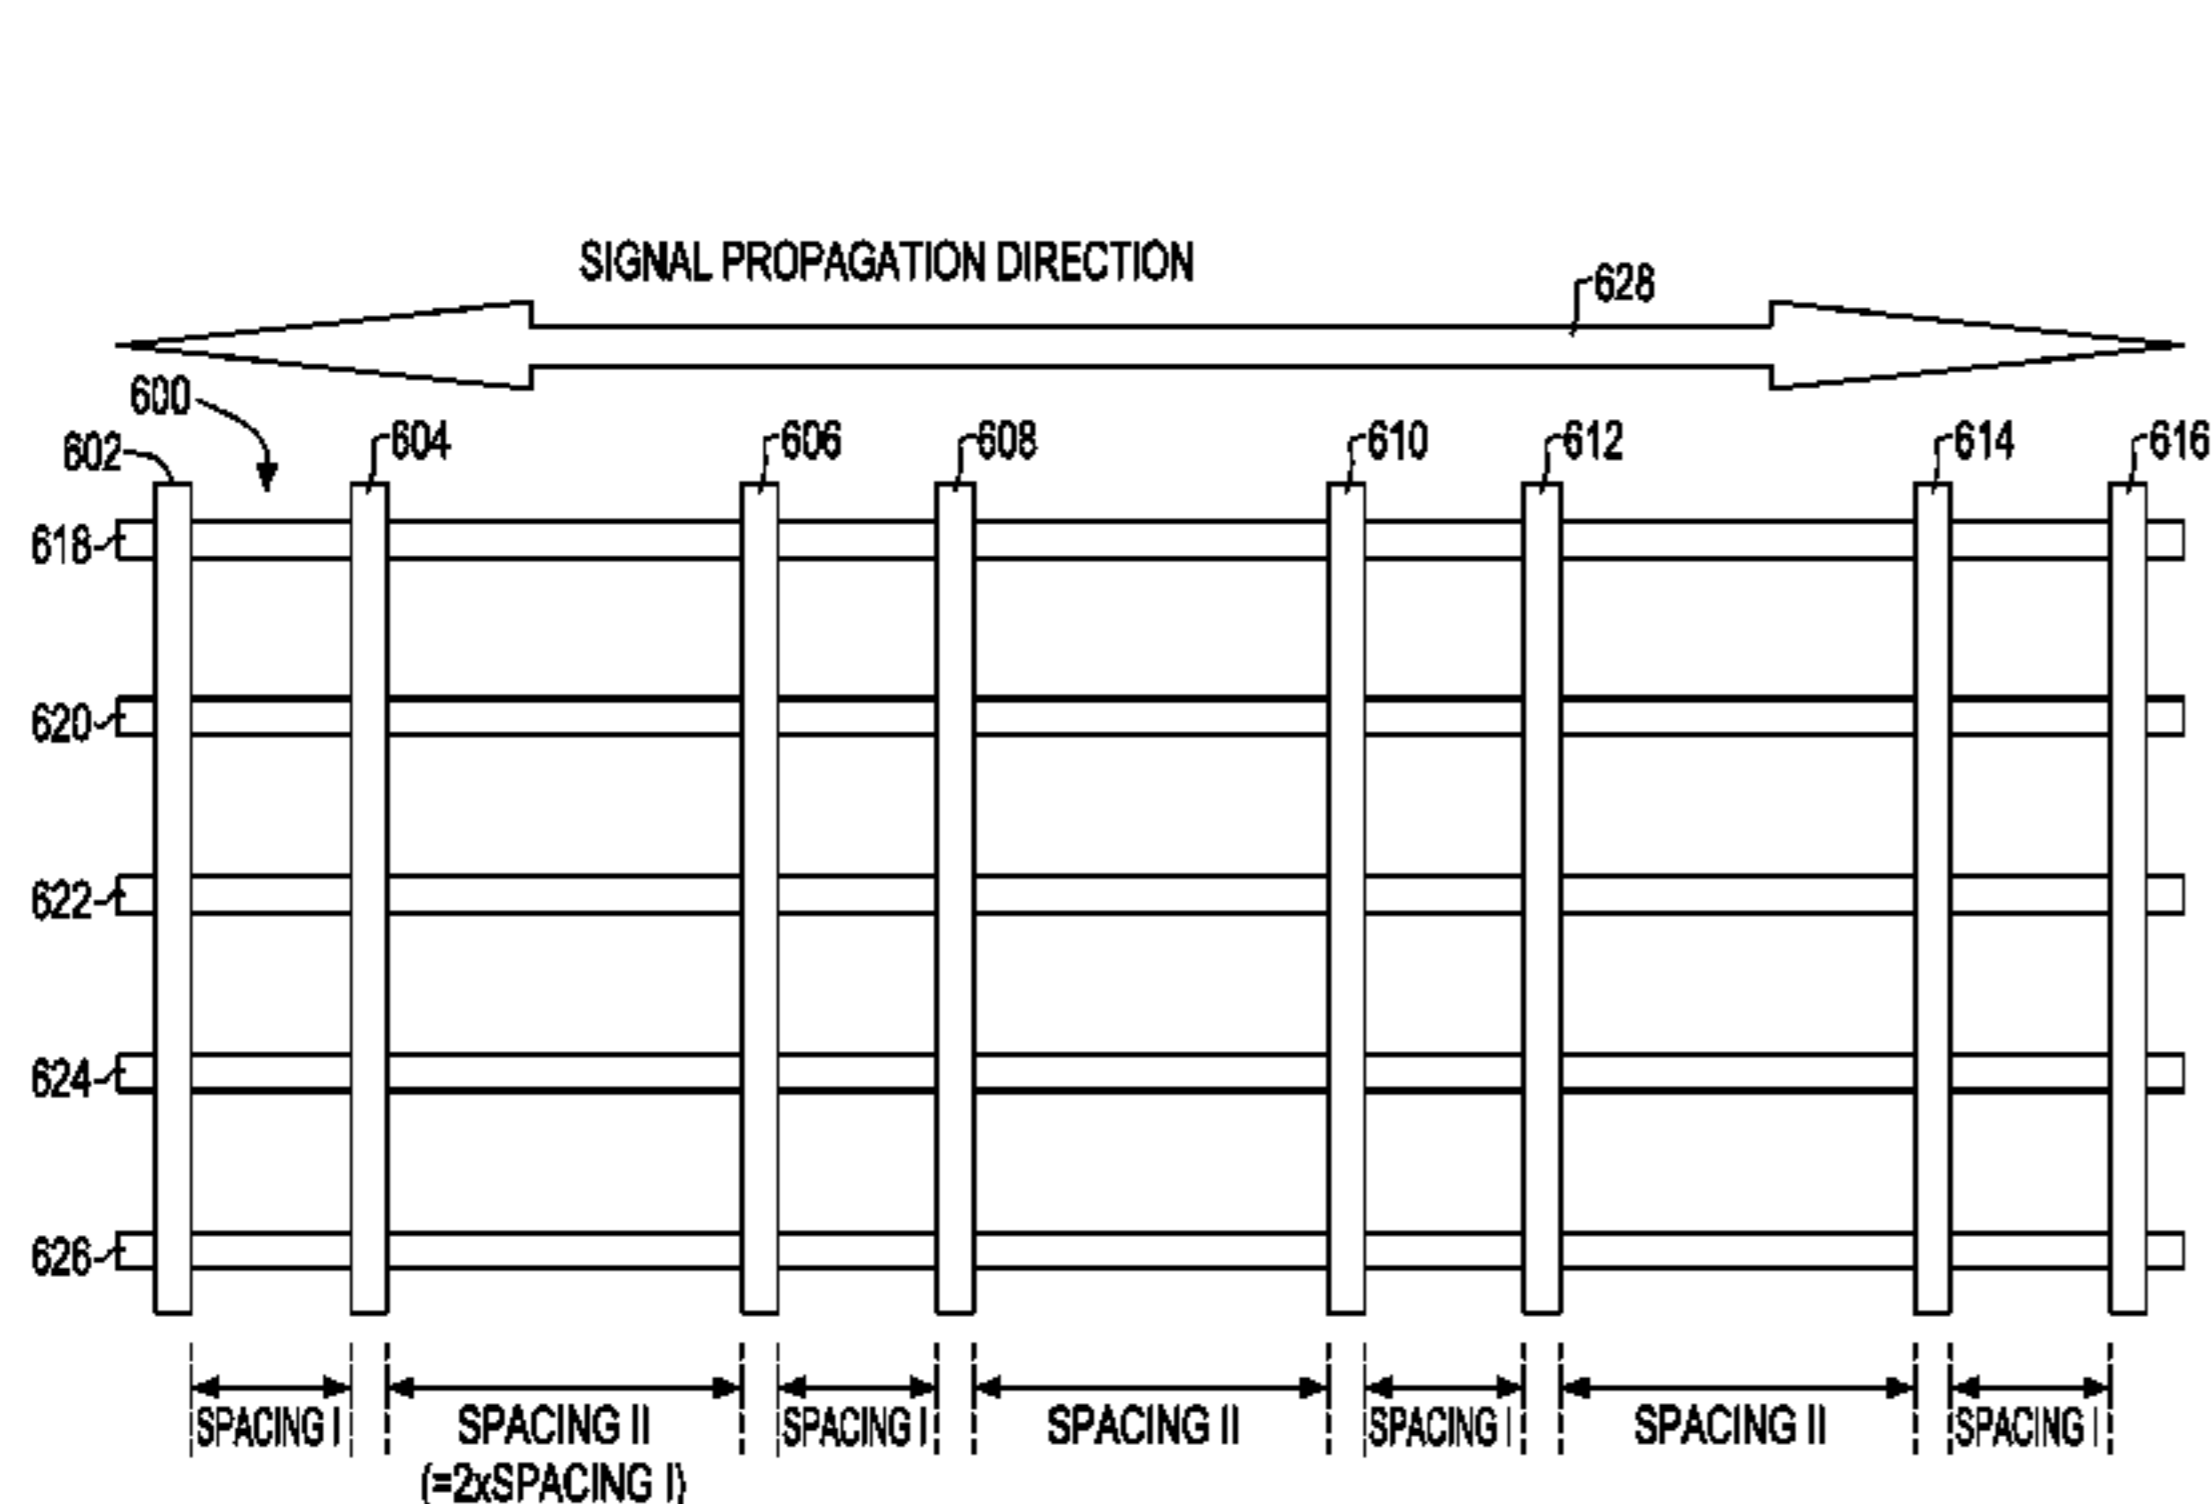 SIGNAL PROPAGATION DIRECTION
628
600
602
604
606
608
610
612
614
616
618
620
622
624
626
SPACING I
SPACING II
SPACING I
SPACING II
SPACING I
SPACING II
SPACING I
(=2xSPACING I)